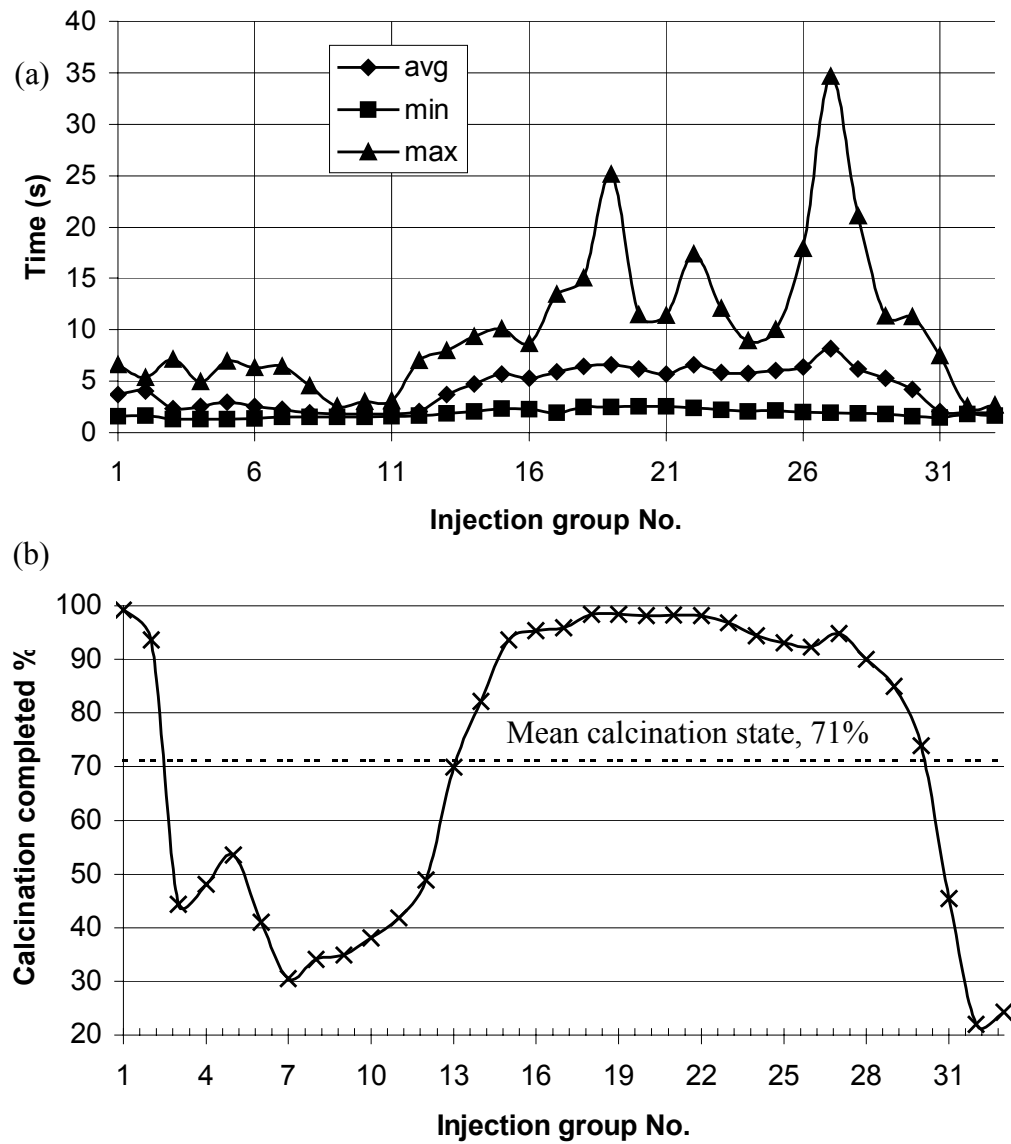 (a)
40
35
30
25
20
15
10
5
0
Time (s)
avg
min
max
1 6 11 16 21 26 31
Injection group No.
(b)
100
90
80
70
60
50
40
30
20
Calcination completed %
Mean calcination state, 71%
1 4 7 10 13 16 19 22 25 28 31
Injection group No.